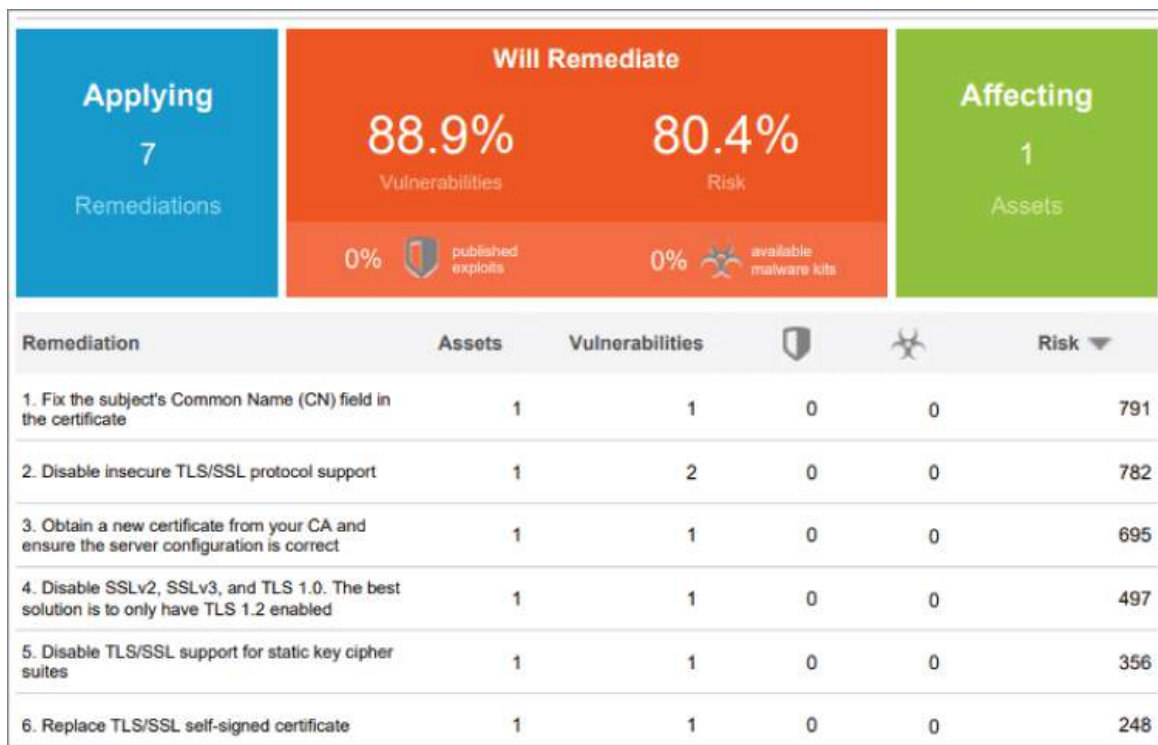 Applying
7
Remediations
Will Remediate
88.9%
Vulnerabilities
80.4%
Risk
0%
published
exploits
0%
available
malware kits
Affecting
1
Assets
Remediation Assets Vulnerabilities Risk
1. Fix the subject's Common Name (CN) field in
the certificate
1 1 0 0 791
2. Disable insecure TLS/SSL protocol support 1 2 0 0 782
3. Obtain a new certificate from your CA and
ensure the server configuration is correct
1 1 0 0 695
4. Disable SSLv2, SSLv3, and TLS 1.0. The best
solution is to only have TLS 1.2 enabled
1 1 0 0 497
5. Disable TLS/SSL support for static key cipher
suites
1 1 0 0 356
6. Replace TLS/SSL self-signed certificate 1 1 0 0 248